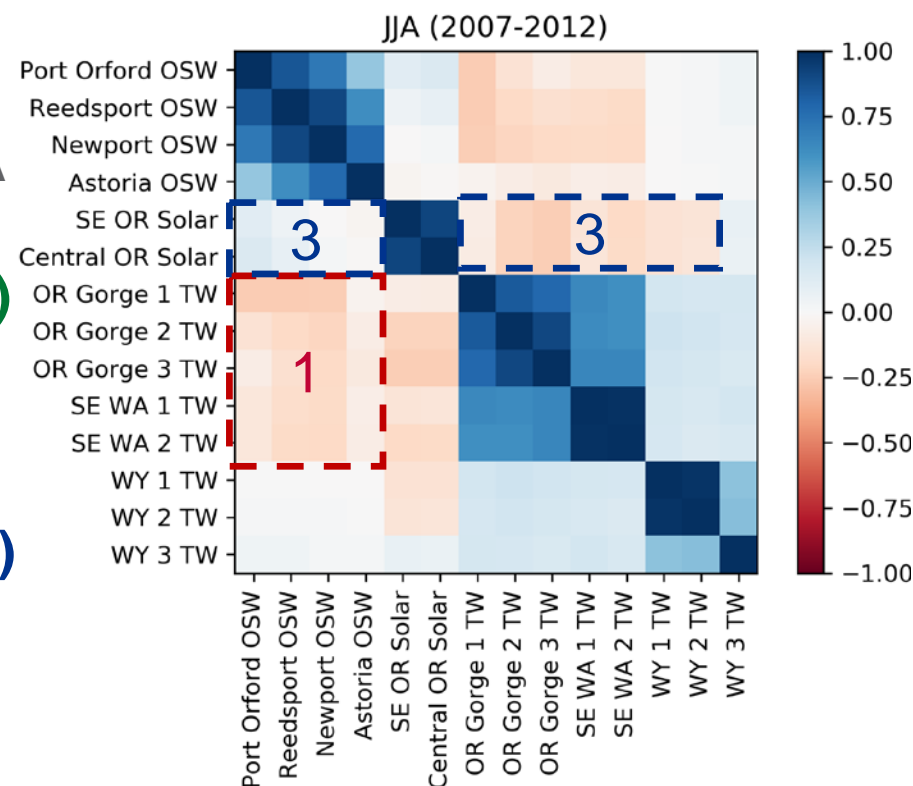 JJA (2007-2012)
Port Orford OSW
Reedsport OSW
Newport OSW
Astoria OSW
SE OR Solar
Central OR Solar
OR Gorge 1 TW
OR Gorge 2 TW
OR Gorge 3 TW
SE WA 1 TW
SE WA 2 TW
WY 1 TW
WY 2 TW
WY 3 TW
3
3
1
)
)
Port Orford OSW
Reedsport OSW
Newport OSW
Astoria OSW
SE OR Solar
Central OR Solar
OR Gorge 1 TW
OR Gorge 2 TW
OR Gorge 3 TW
SE WA 1 TW
SE WA 2 TW
WY 1 TW
WY 2 TW
WY 3 TW
1.00
0.75
0.50
0.25
0.00
−0.25
−0.50
−0.75
−1.00